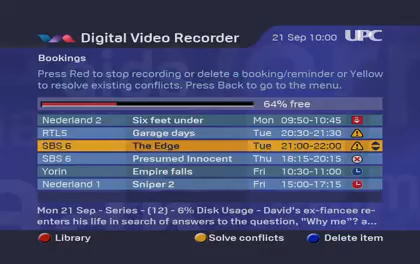 Digital Video Recorder
21 Sep 10:00
UPC
Bookings
Press Red to stop recording or delete a booking/reminder or Yellow
to resolve existing conflicts. Press Back to go to the menu.
64% free
Nederland 2 Six feet under Mon 09:50-10:45
RTL5 Garage days Tue 20:30-21:30
SBS 6 The Edge Tue 21:00-22:00
SBS 6 Presumed Innocent Thu 18:15-20:15
Yorin Empire falls Fri 10:30-11:00
Nederland 1 Sniper 2 Fri 15:00-17:15
Mon 21 Sep - Series - (12) - 6% Disk Usage - David's ex-fiancee re-
enters his life in search of answers to the question, "Why me"? a...
Library
Solve conflicts
Delete item